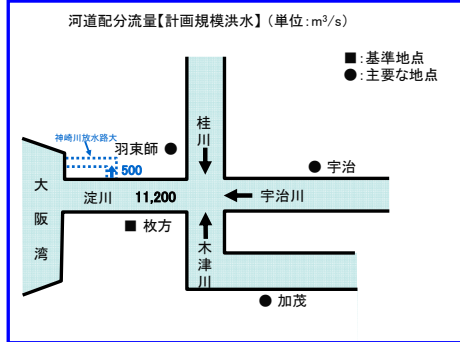 河道配分流量【計画規模洪水】(単位:m³/s)
■:基準地点
●:主要な地点
神崎川放水路大
羽束師 ●
桂川
● 宇治
500
大阪湾
淀川 11,200
宇治川
■ 枚方
木津川
● 加茂